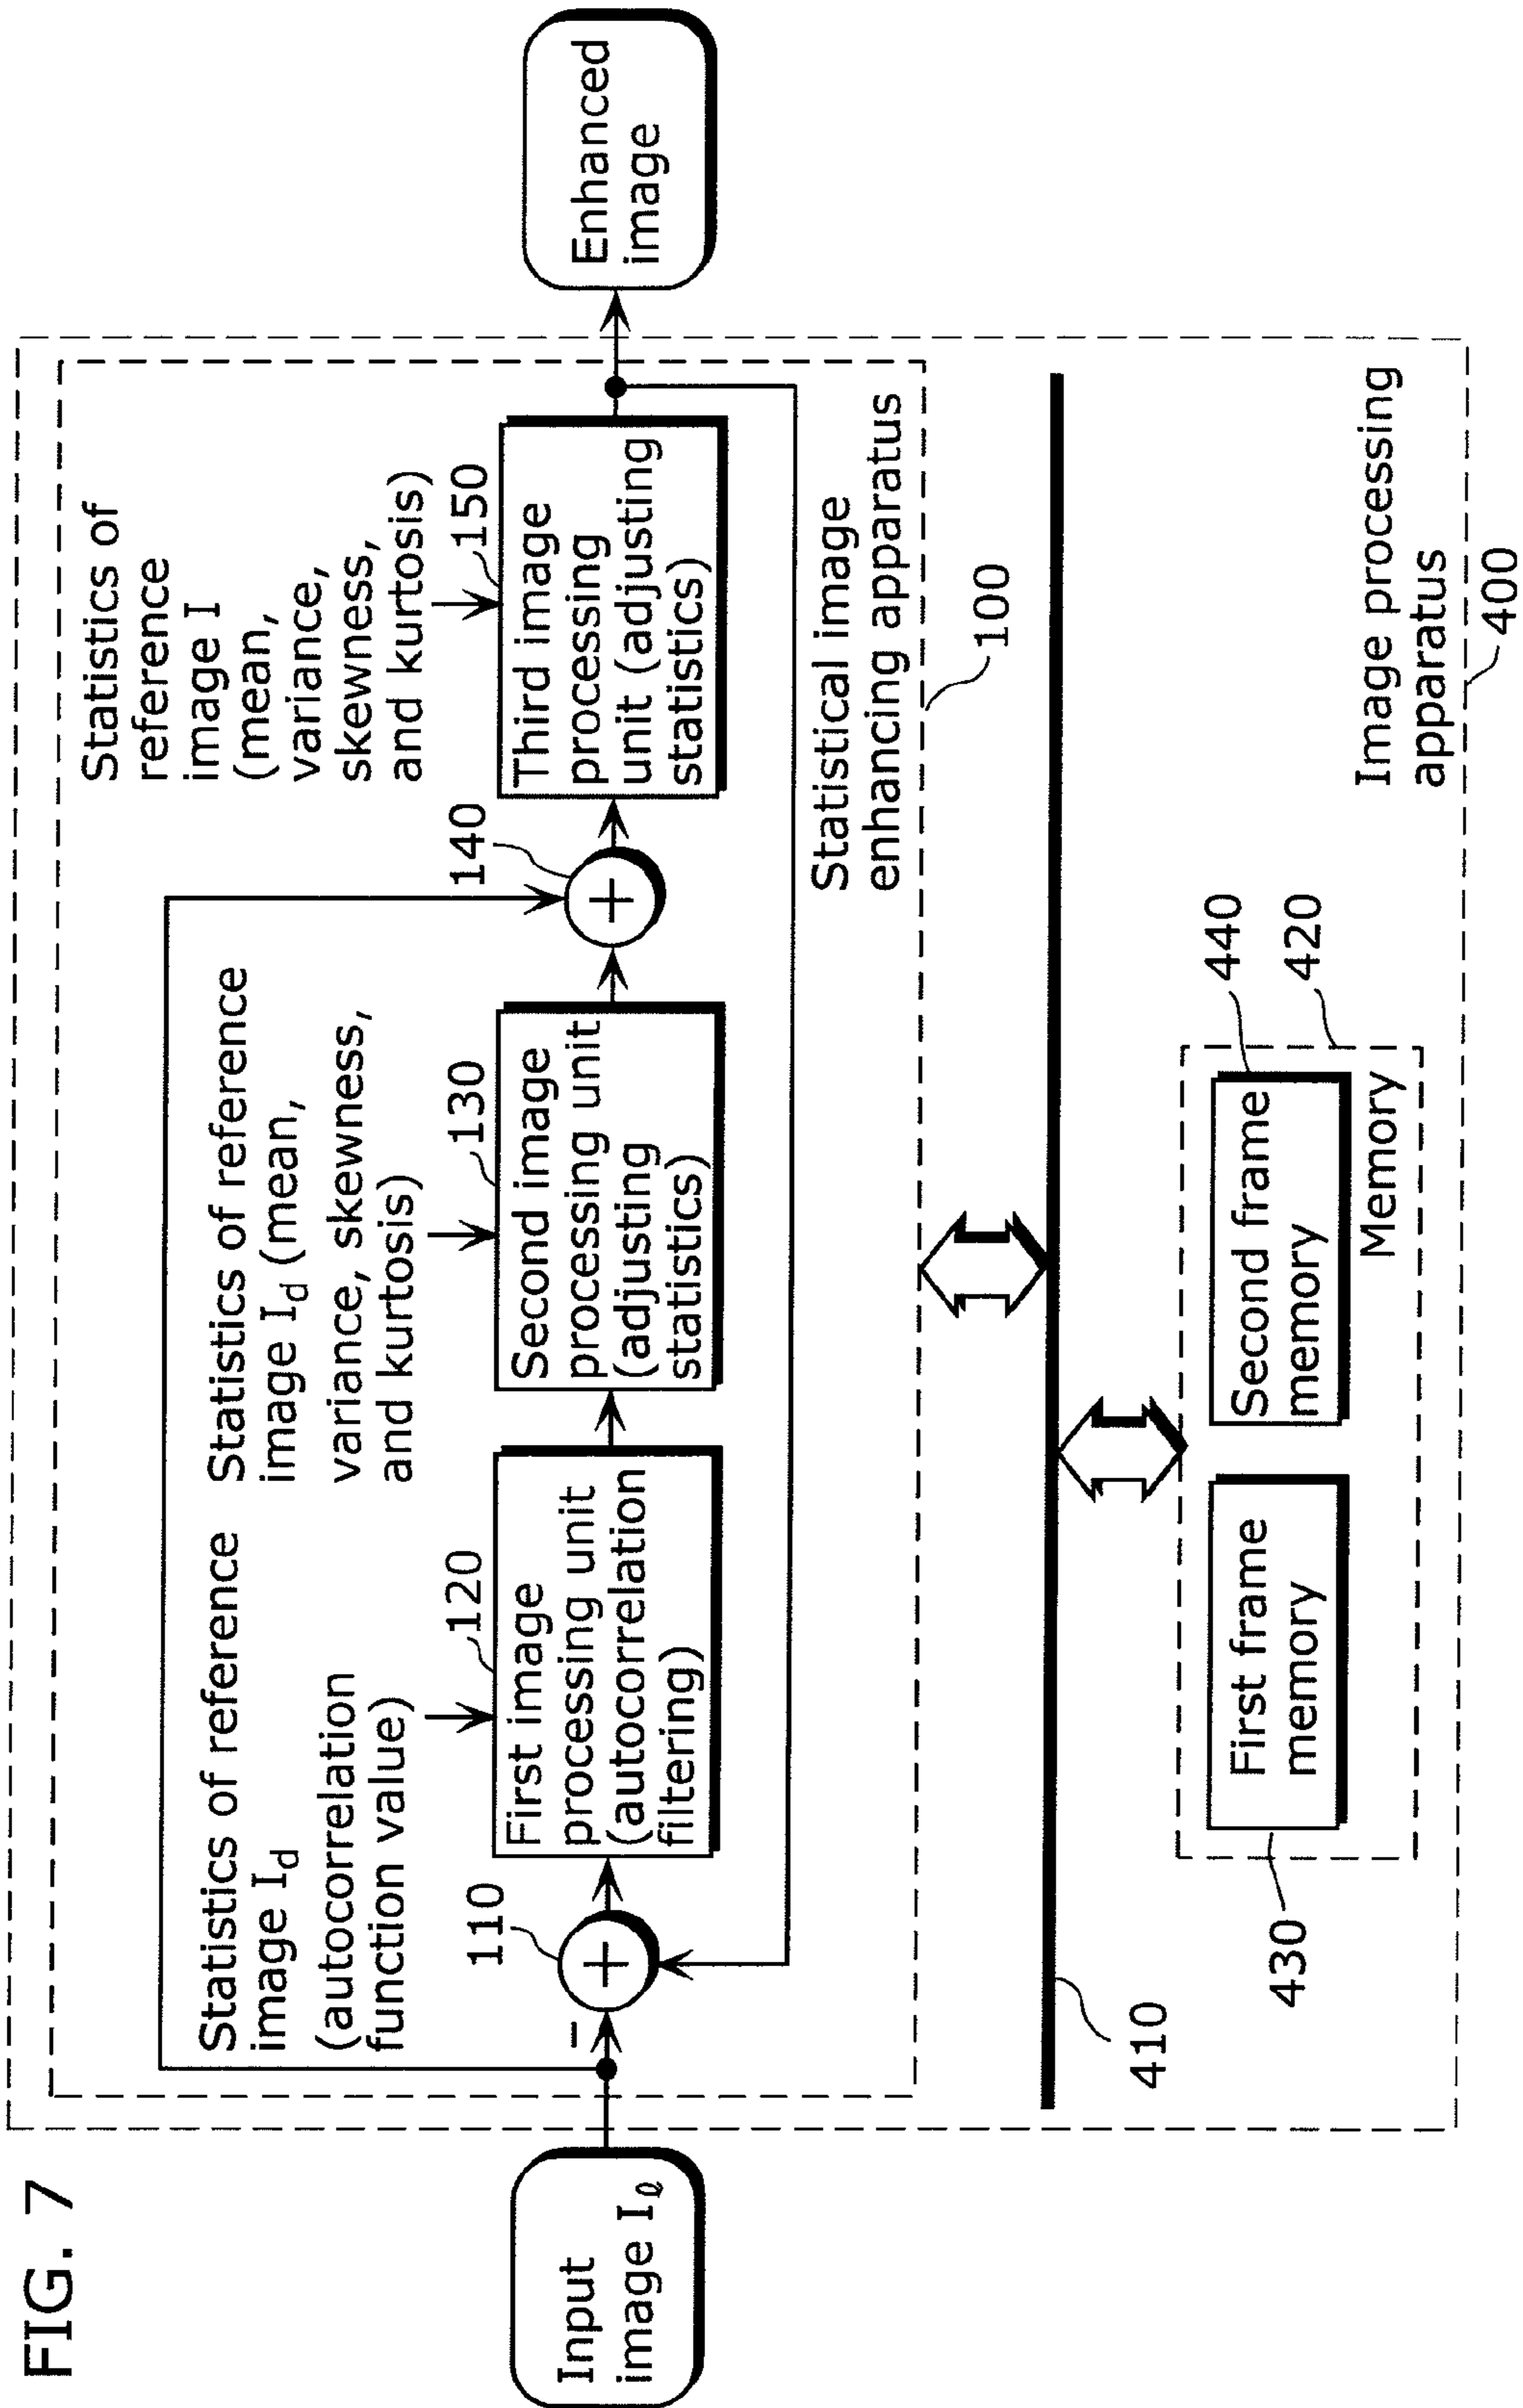 FIG. 7
Input
image Iℓ
Statistics of reference
image Id
(autocorrelation
function value)
Statistics of reference
image Id (mean,
variance, skewness,
and kurtosis)
Statistics of
reference
image I
(mean,
variance,
skewness,
and kurtosis)
110
−
+
120
First image
processing unit
(autocorrelation
filtering)
130
Second image
processing unit
(adjusting
statistics)
140
+
150
Third image
processing
unit (adjusting
statistics)
Enhanced
image
Statistical image
enhancing apparatus
100
410
430
First frame
memory
440
Second frame
memory
420
Memory
Image processing
apparatus
400